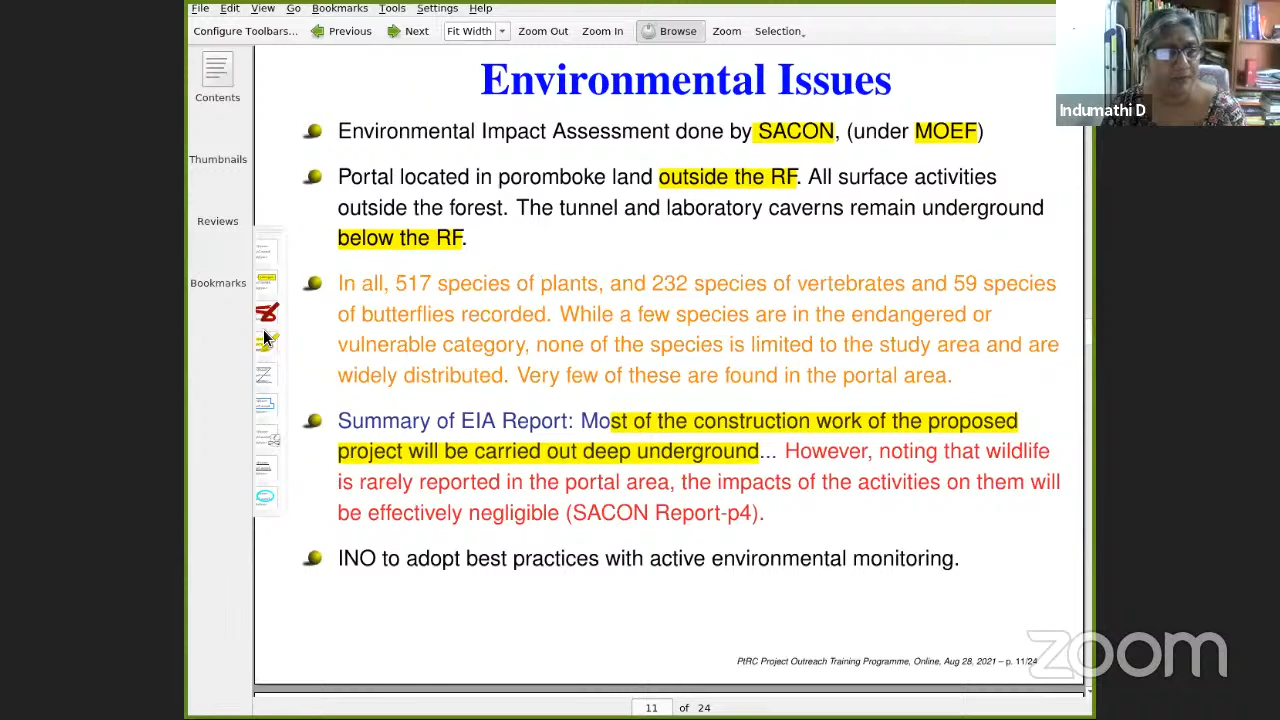 File Edit View Go Bookmarks Tools Settings Help
Configure Toolbars... Previous Next Fit Width Zoom Out Zoom In Browse Zoom Selection
Contents
Thumbnails
Reviews
Bookmarks
Environmental Issues
Environmental Impact Assessment done by SACON, (under MOEF)
Portal located in poromboke land outside the RF. All surface activities
outside the forest. The tunnel and laboratory caverns remain underground
below the RF.
In all, 517 species of plants, and 232 species of vertebrates and 59 species
of butterflies recorded. While a few species are in the endangered or
vulnerable category, none of the species is limited to the study area and are
widely distributed. Very few of these are found in the portal area.
Summary of EIA Report: Most of the construction work of the proposed
project will be carried out deep underground... However, noting that wildlife
is rarely reported in the portal area, the impacts of the activities on them will
be effectively negligible (SACON Report-p4).
INO to adopt best practices with active environmental monitoring.
PtRC Project Outreach Training Programme, Online, Aug 28, 2021 – p. 11/24
11 of 24
Indumathi D
zoom